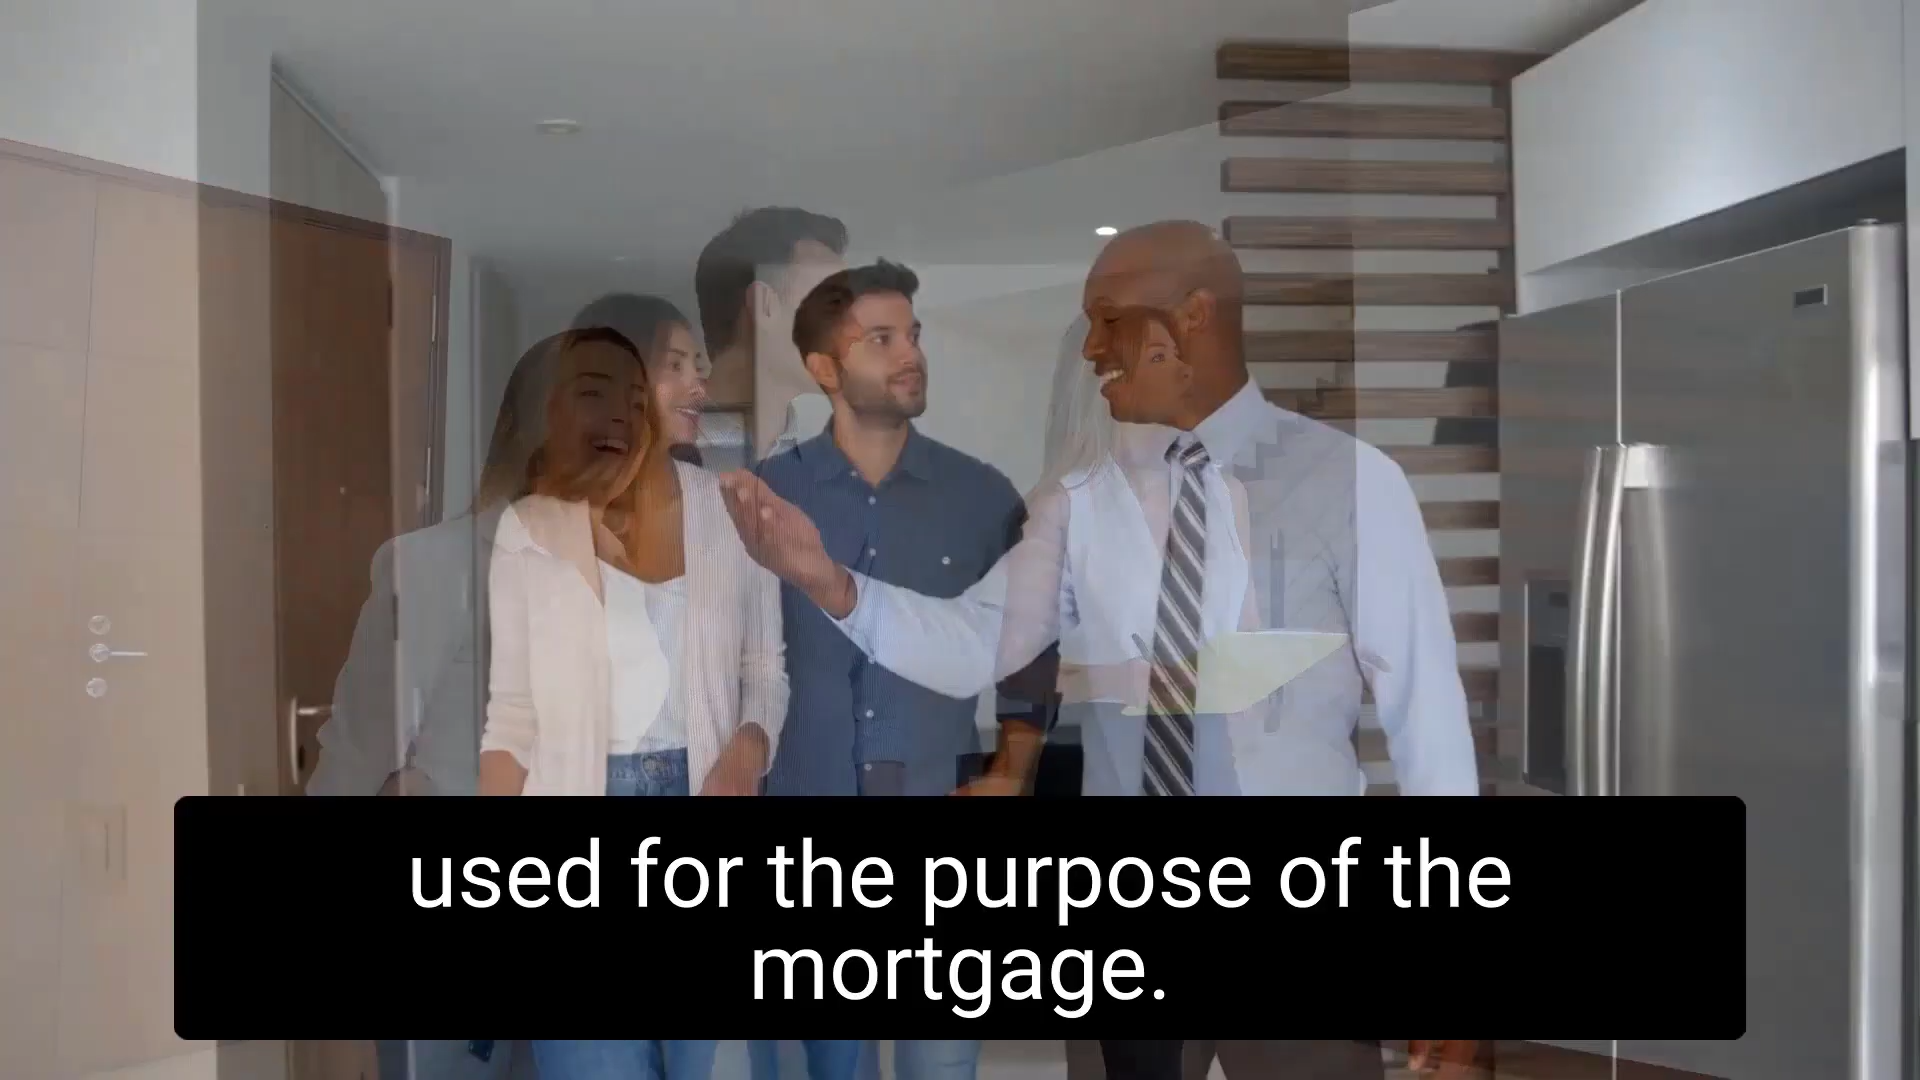 used for the purpose of the
mortgage.